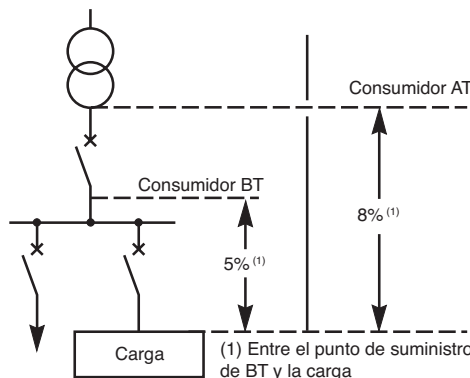 Consumidor AT
Consumidor BT
8% (1)
5% (1)
Carga
(1) Entre el punto de suministro
de BT y la carga